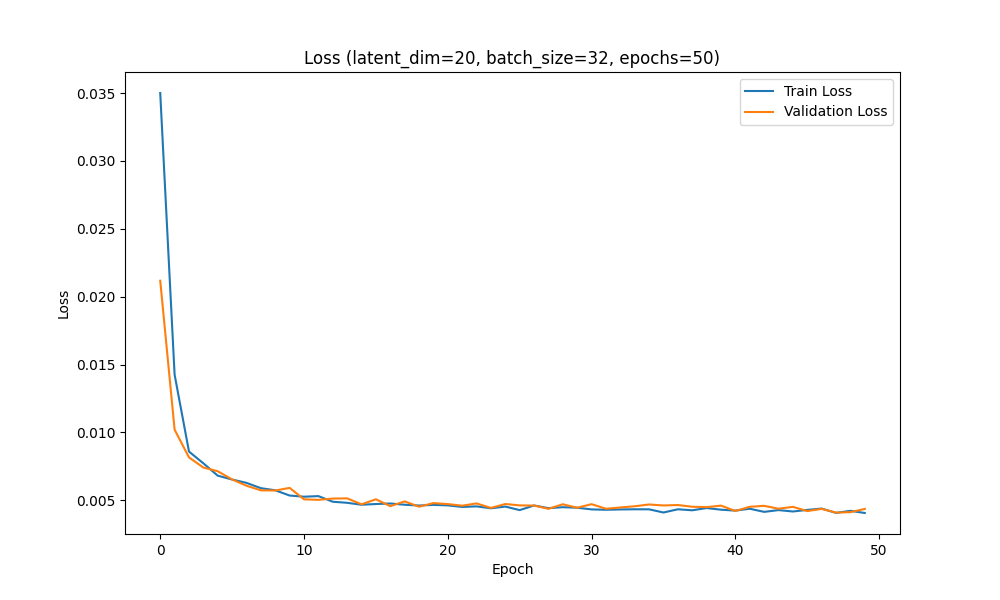 Loss (latent_dim=20, batch_size=32, epochs=50)
Train Loss
Validation Loss
0.035
0.030
0.025
0.020
0.015
0.010
0.005
Loss
0 10 20 30 40 50
Epoch